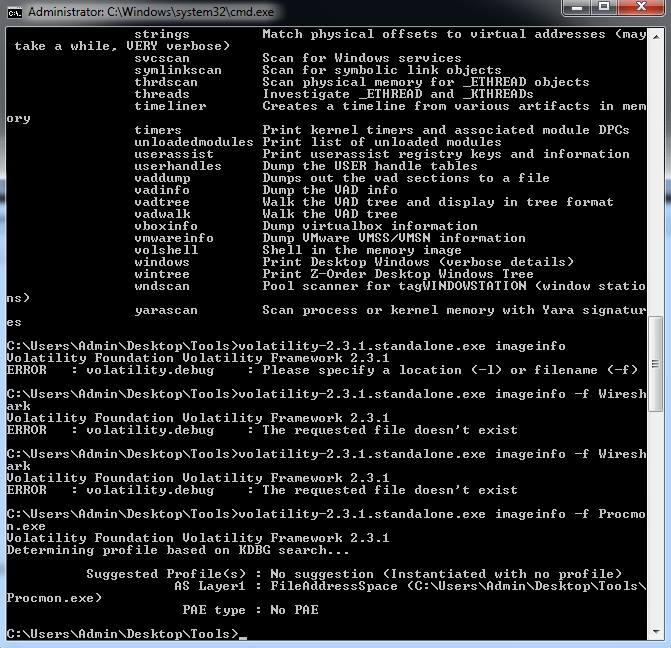 Administrator: C:\Windows\system32\cmd.exe
strings Match physical offsets to virtual addresses (may
take a while, VERY verbose)
svcscan Scan for Windows services
symlinkscan Scan for symbolic link objects
thrdscan Scan physical memory for _ETHREAD objects
threads Investigate _ETHREAD and _KTHREADs
timeliner Creates a timeline from various artifacts in mem
ory
timers Print kernel timers and associated module DPCs
unloadedmodules Print list of unloaded modules
userassist Print userassist registry keys and information
userhandles Dump the USER handle tables
vaddump Dumps out the vad sections to a file
vadinfo Dump the VAD info
vadtree Walk the VAD tree and display in tree format
vadwalk Walk the VAD tree
vboxinfo Dump virtualbox information
vmwareinfo Dump VMware VMSS/VMSN information
volshell Shell in the memory image
windows Print Desktop Windows (verbose details)
wintree Print Z-Order Desktop Windows Tree
wndscan Pool scanner for tagWINDOWSTATION (window statio
ns)
yarascan Scan process or kernel memory with Yara signatur
es
C:\Users\Admin\Desktop\Tools>volatility-2.3.1.standalone.exe imageinfo
Volatility Foundation Volatility Framework 2.3.1
ERROR : volatility.debug : Please specify a location (-l) or filename (-f)
C:\Users\Admin\Desktop\Tools>volatility-2.3.1.standalone.exe imageinfo -f Wiresh
ark
Volatility Foundation Volatility Framework 2.3.1
ERROR : volatility.debug : The requested file doesn't exist
C:\Users\Admin\Desktop\Tools>volatility-2.3.1.standalone.exe imageinfo -f Wiresh
ark
Volatility Foundation Volatility Framework 2.3.1
ERROR : volatility.debug : The requested file doesn't exist
C:\Users\Admin\Desktop\Tools>volatility-2.3.1.standalone.exe imageinfo -f Procmo
n.exe
Volatility Foundation Volatility Framework 2.3.1
Determining profile based on KDBG search...
Suggested Profile(s) : No suggestion (Instantiated with no profile)
AS Layer1 : FileAddressSpace (C:\Users\Admin\Desktop\Tools\
Procmon.exe)
PAE type : No PAE
C:\Users\Admin\Desktop\Tools>_